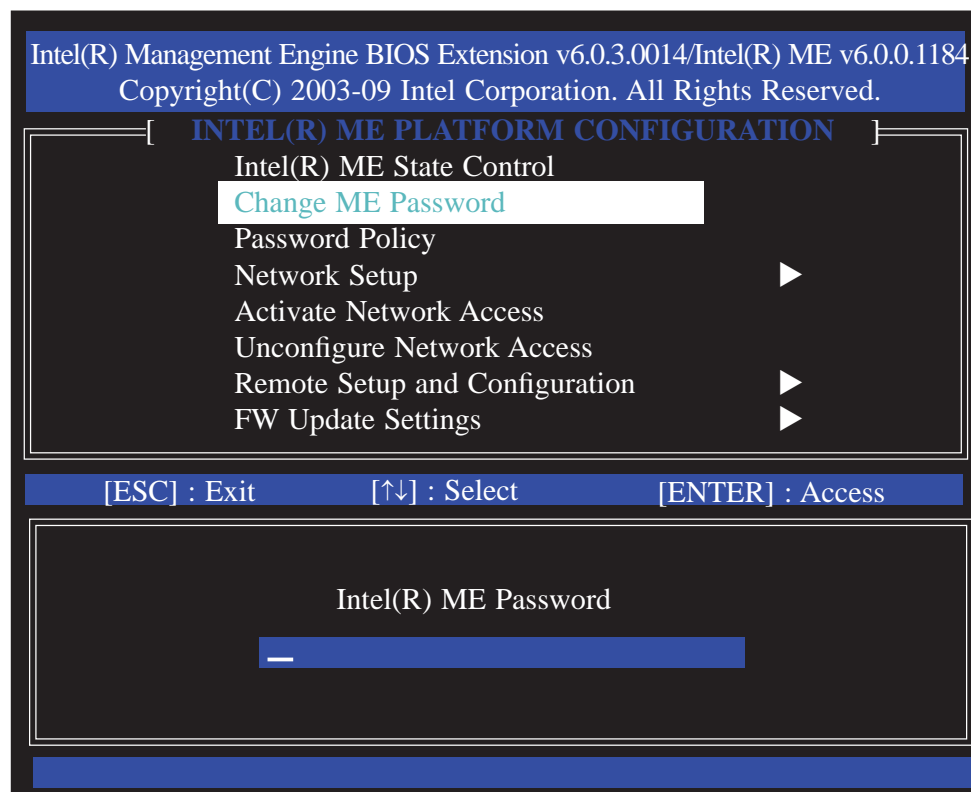 Intel(R) Management Engine BIOS Extension v6.0.3.0014/Intel(R) ME v6.0.0.1184
Copyright(C) 2003-09 Intel Corporation. All Rights Reserved.
[ INTEL(R) ME PLATFORM CONFIGURATION ]
Intel(R) ME State Control
Change ME Password
Password Policy
Network Setup ▶
Activate Network Access
Unconfigure Network Access
Remote Setup and Configuration ▶
FW Update Settings ▶
[ESC] : Exit [↑↓] : Select [ENTER] : Access
Intel(R) ME Password
_